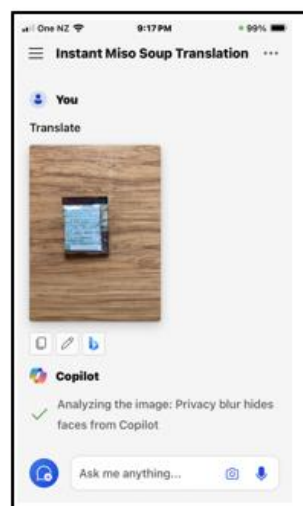 One NZ 9:17 PM 99%
Instant Miso Soup Translation
You
Translate
Copilot
Analyzing the image: Privacy blur hides
faces from Copilot
Ask me anything...